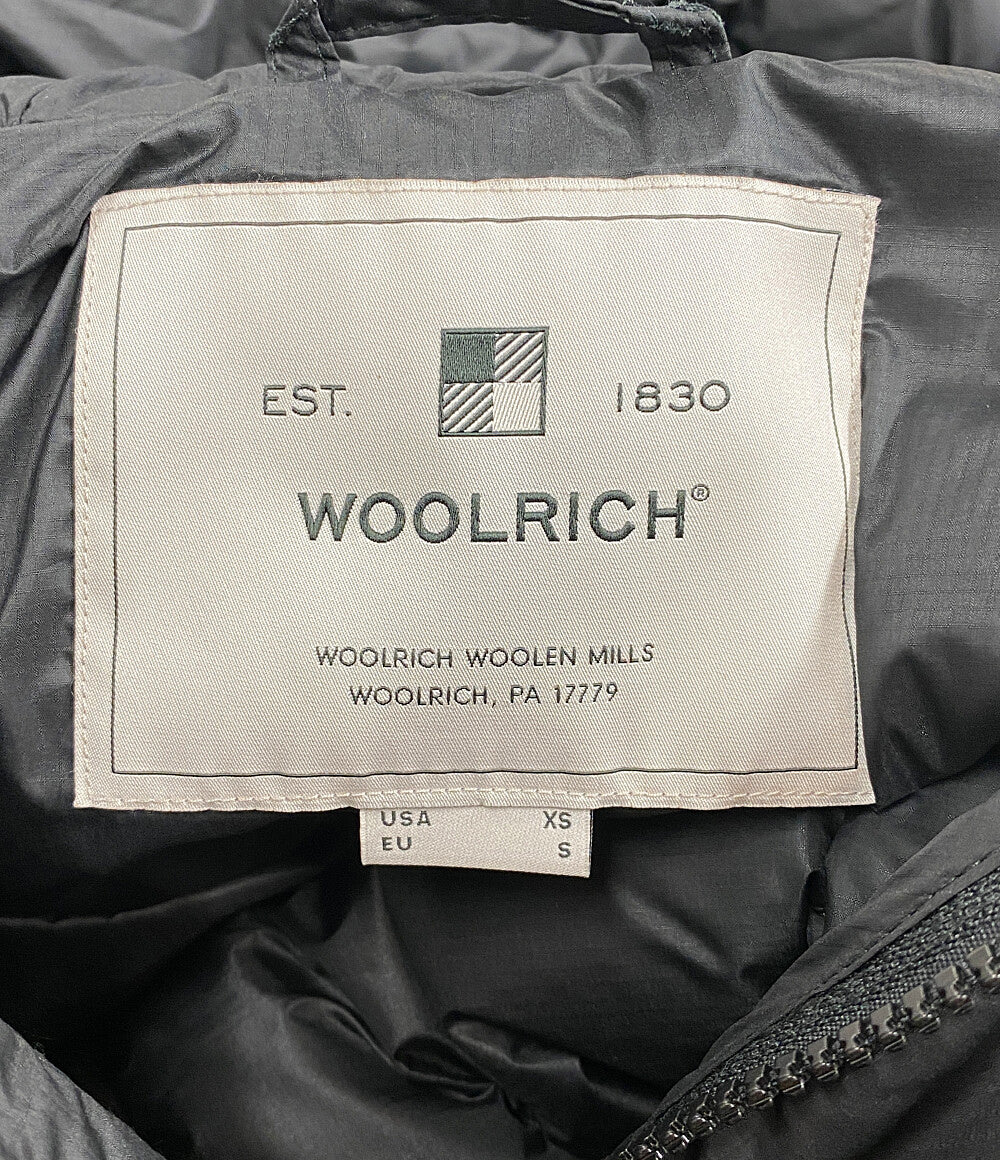 EST. 1830
WOOLRICH®
WOOLRICH WOOLEN MILLS
WOOLRICH, PA 17779
USA XS
EU S